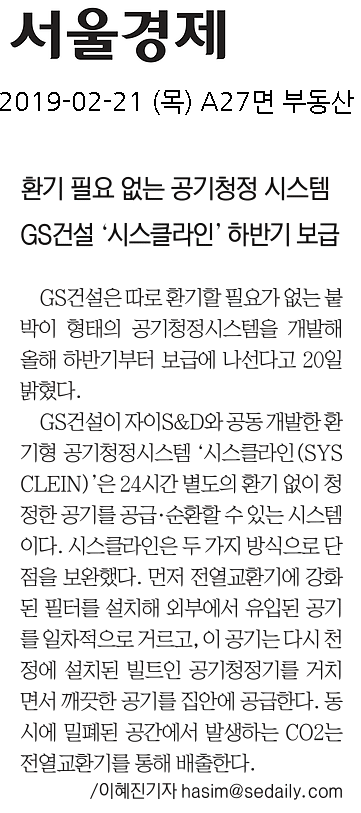 서울경제
2019-02-21 (목) A27면 부동산
환기 필요 없는 공기청정 시스템
GS건설 ‘시스클라인’ 하반기 보급
GS건설은 따로 환기할 필요가 없는 붙
박이 형태의 공기청정시스템을 개발해
올해 하반기부터 보급에 나선다고 20일
밝혔다.
GS건설이 자이S&D와 공동 개발한 환
기형 공기청정시스템 ‘시스클라인(SYS
CLEIN)’은 24시간 별도의 환기 없이 청
정한 공기를 공급·순환할 수 있는 시스템
이다. 시스클라인은 두 가지 방식으로 단
점을 보완했다. 먼저 전열교환기에 강화
된 필터를 설치해 외부에서 유입된 공기
를 일차적으로 거르고, 이 공기는 다시 천
정에 설치된 빌트인 공기청정기를 거치
면서 깨끗한 공기를 집안에 공급한다. 동
시에 밀폐된 공간에서 발생하는 CO2는
전열교환기를 통해 배출한다.
/이혜진기자 hasim@sedaily.com